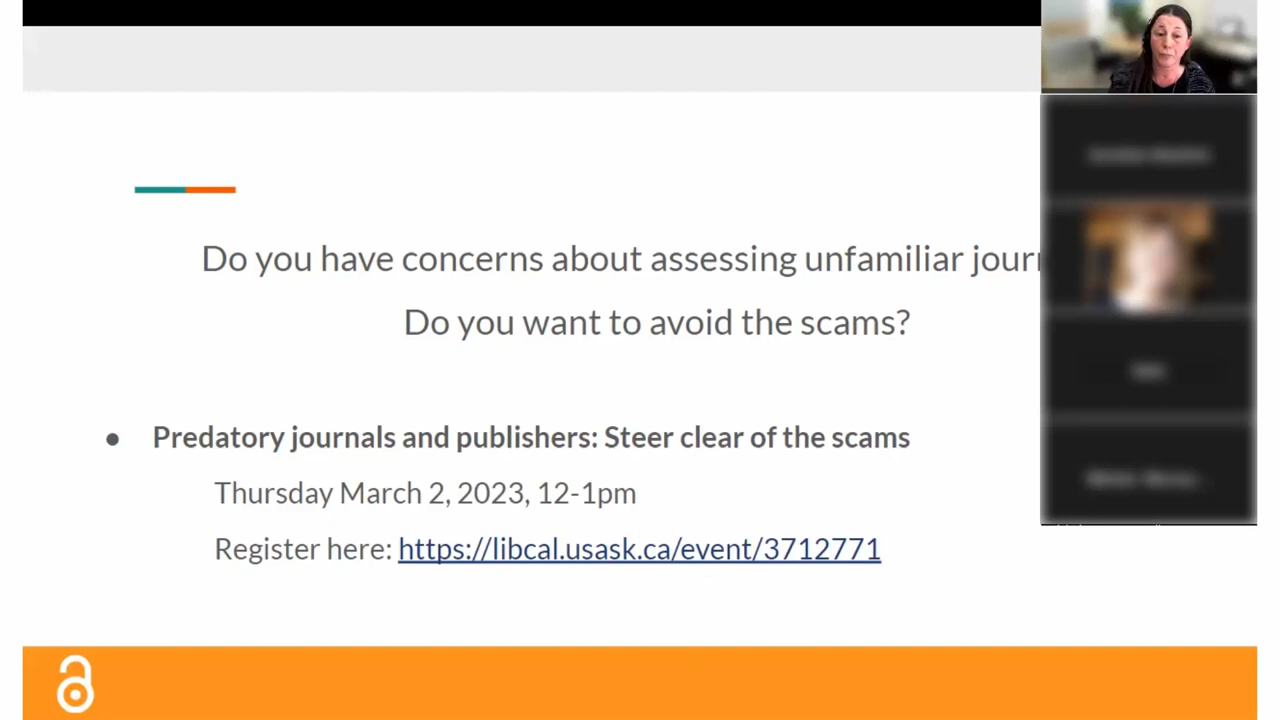 Do you have concerns about assessing unfamiliar
Do you want to avoid the scams?
● Predatory journals and publishers: Steer clear of the scams
Thursday March 2, 2023, 12-1pm
Register here: https://libcal.usask.ca/event/3712771